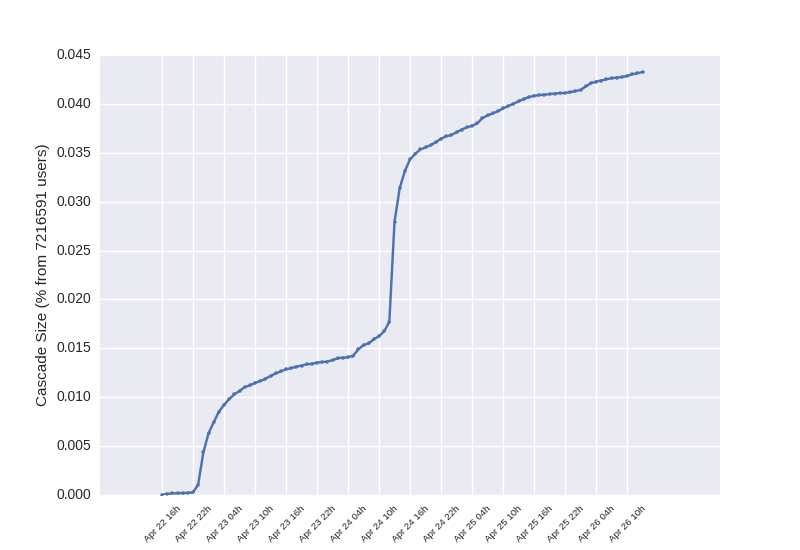 0.045
0.040
0.035
0.030
0.025
0.020
0.015
0.010
0.005
0.000
Cascade Size (% from 7216591 users)
Apr 22 16h
Apr 22 22h
Apr 23 04h
Apr 23 10h
Apr 23 16h
Apr 23 22h
Apr 24 04h
Apr 24 10h
Apr 24 16h
Apr 24 22h
Apr 25 04h
Apr 25 10h
Apr 25 16h
Apr 25 22h
Apr 26 04h
Apr 26 10h